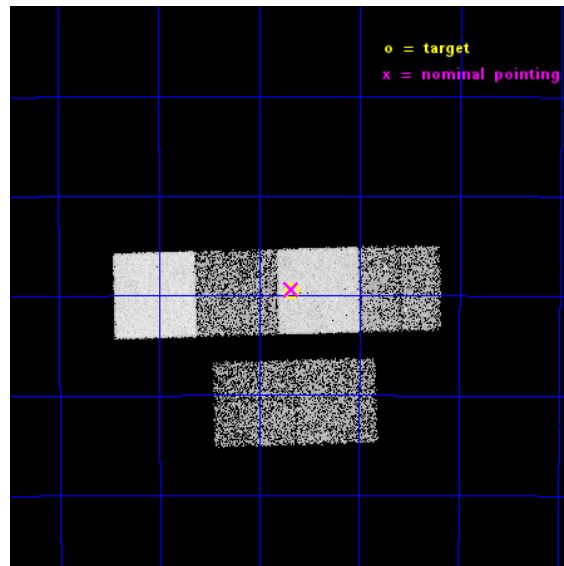 o = target
x = nominal pointing